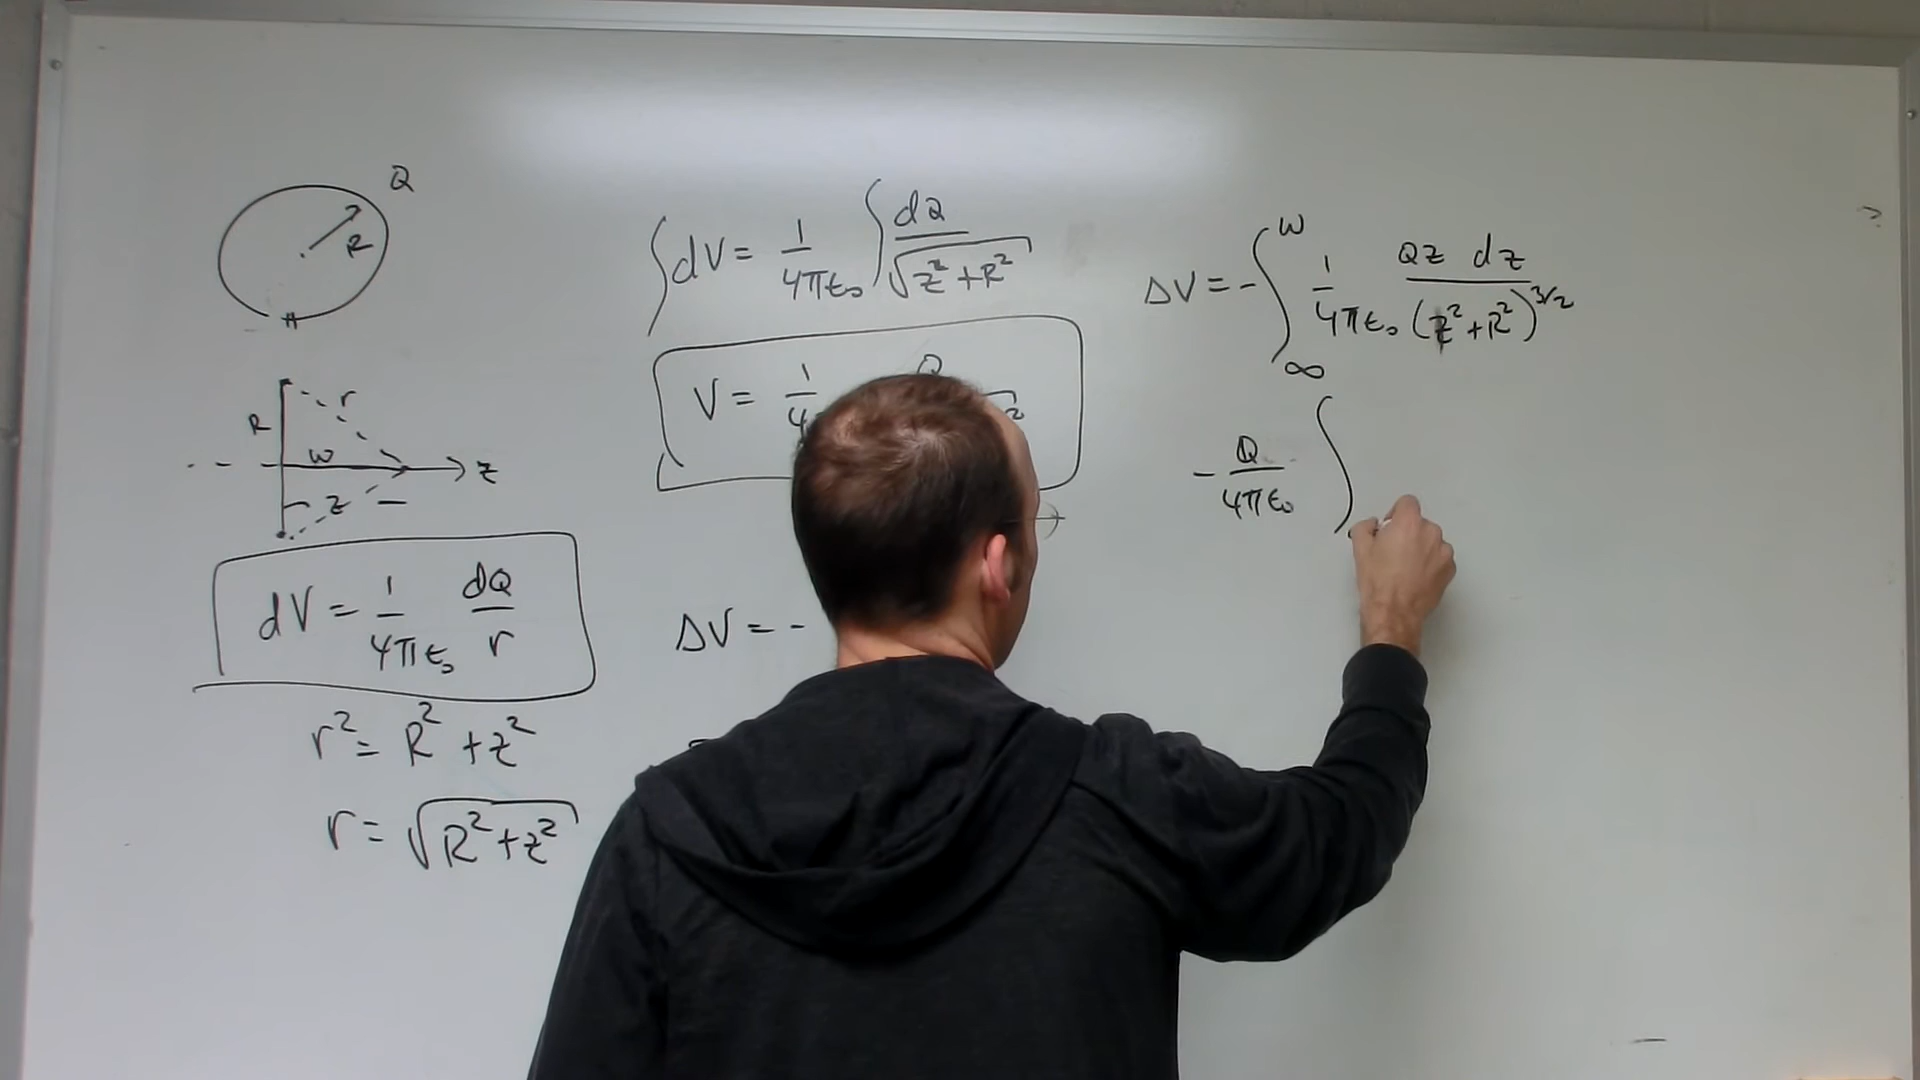 Q
R
r
R
w
z
z
dV = 1/4πε₀ dQ/r
r² = R² + z²
r = √(R² + z²)
∫dV = 1/4πε₀ ∫ dQ/√(z² + R²)
V = 1/4 Q 2
ΔV = -
ΔV = - ∫_∞^w 1/4πε₀ Qz dz/(z² + R²)^3/2
- Q/4πε₀ ∫